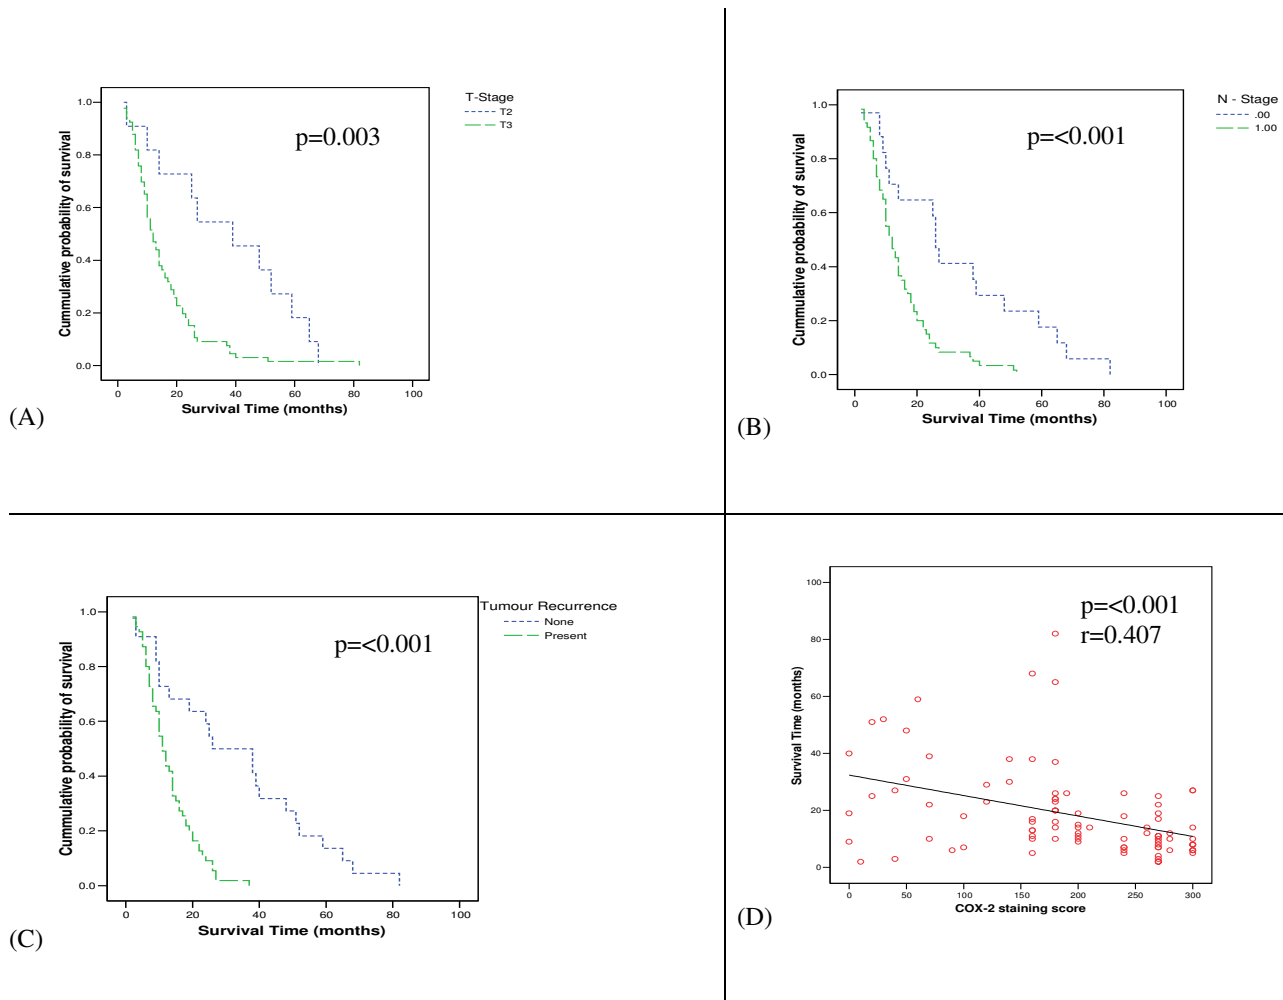 T-Stage
T2
T3
p=0.003
1.0
0.8
0.6
0.4
0.2
0.0
Cummulative probability of survival
0 20 40 60 80 100
Survival Time (months)
(A)
N - Stage
.00
1.00
p=<0.001
1.0
0.8
0.6
0.4
0.2
0.0
Cummulative probability of survival
0 20 40 60 80 100
Survival Time (months)
(B)
Tumour Recurrence
None
Present
p=<0.001
1.0
0.8
0.6
0.4
0.2
0.0
Cummulative probability of survival
0 20 40 60 80 100
Survival Time (months)
(C)
p=<0.001
r=0.407
100
80
60
40
20
0
Survival Time (months)
0 50 100 150 200 250 300
COX-2 staining score
(D)